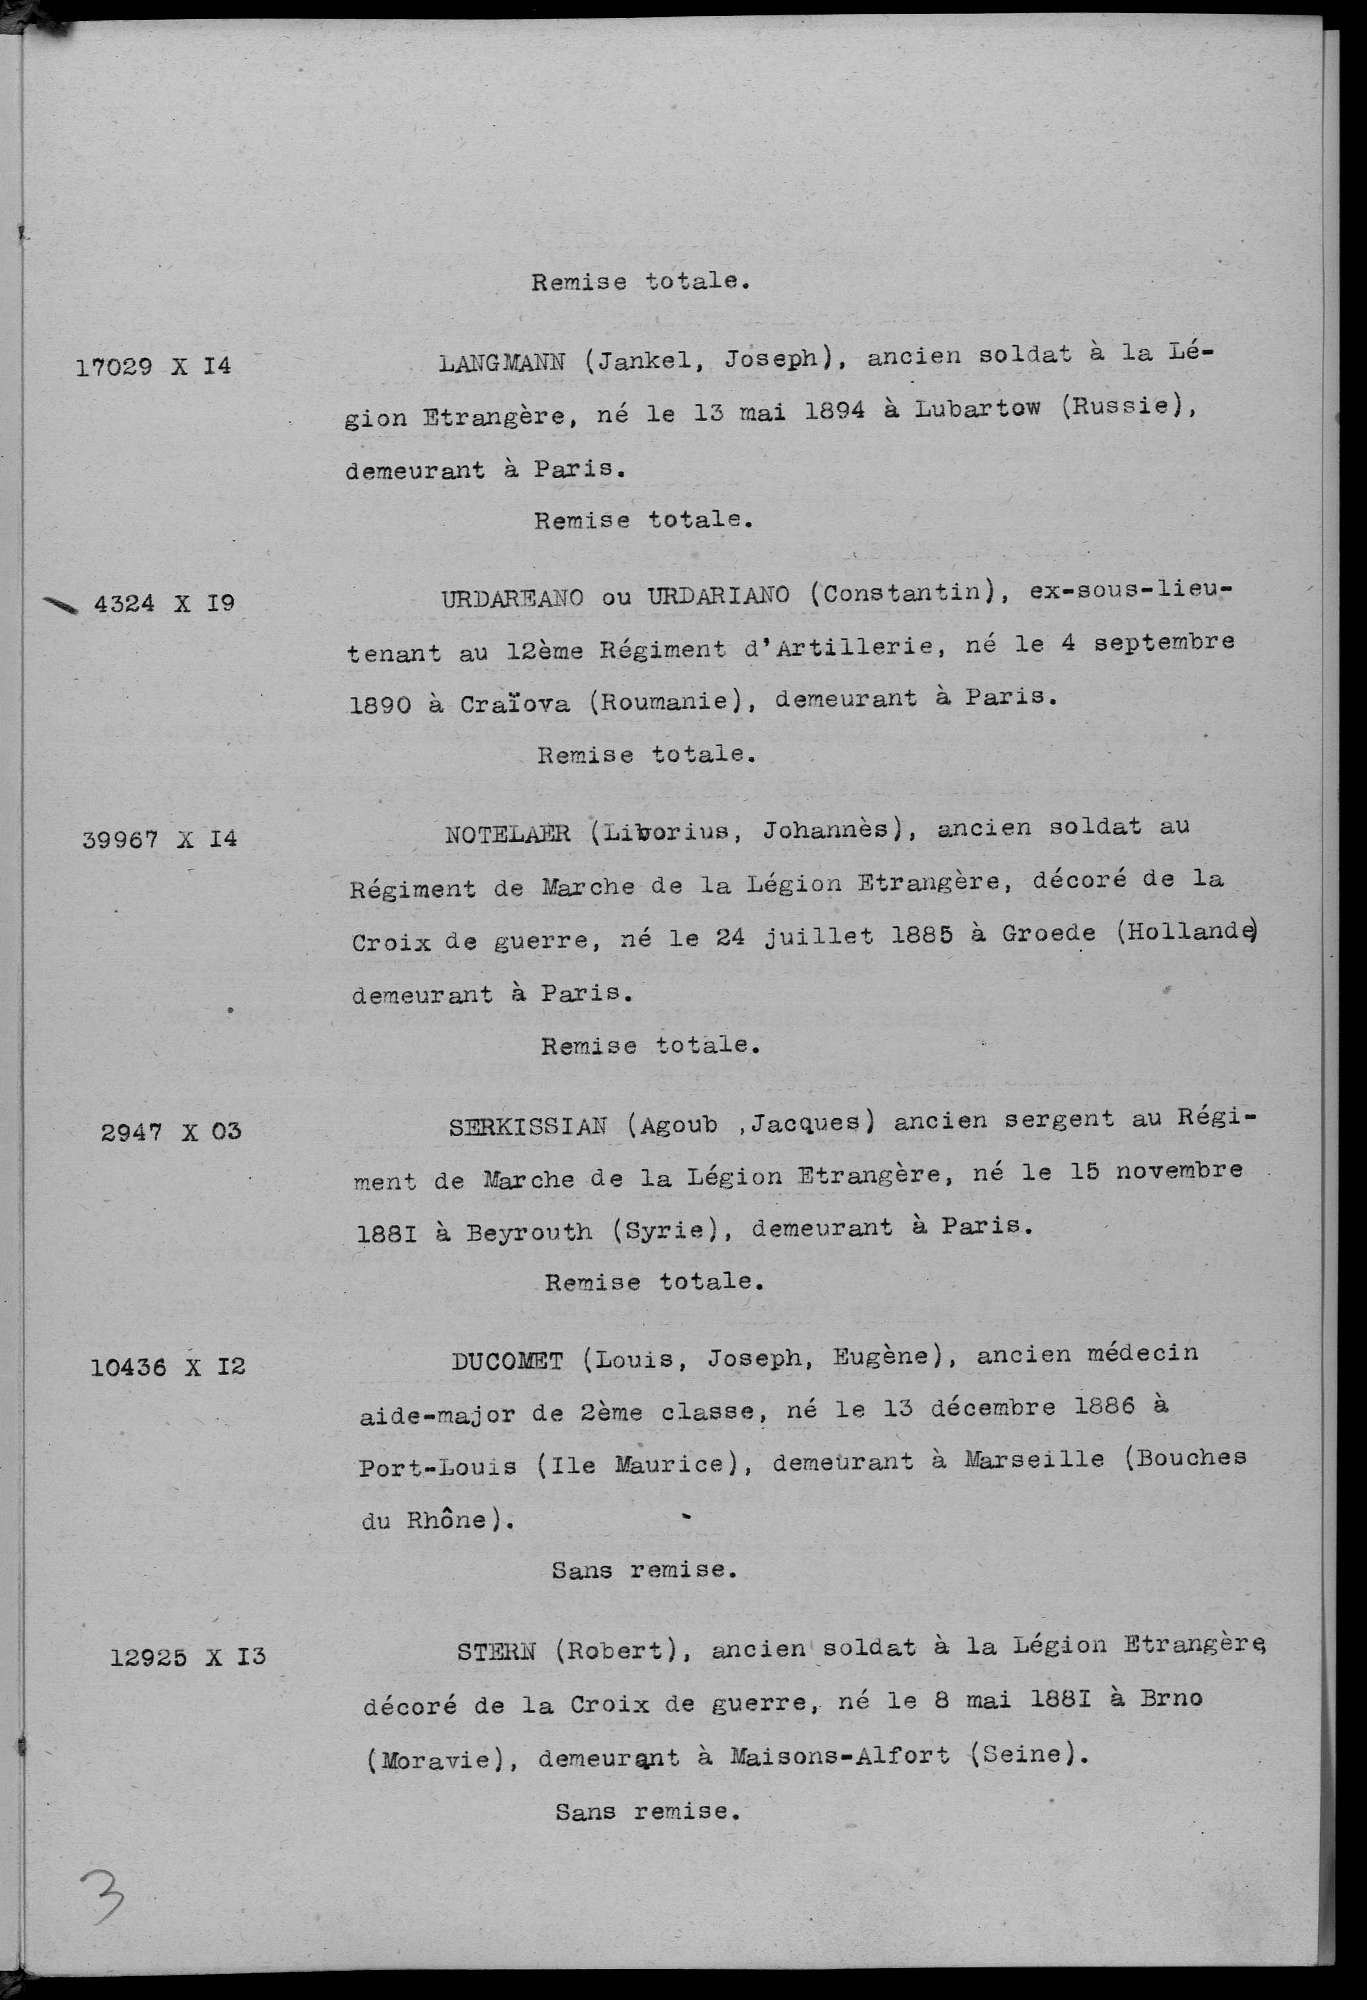 Remise totale.
17029 X I4 LANGMANN (Jankel, Joseph), ancien soldat à la Lé-
gion Etrangère, né le 13 mai 1894 à Lubartow (Russie),
demeurant à Paris.
Remise totale.
4324 X I9 URDAREANO ou URDARIANO (Constantin), ex-sous-lieu-
tenant au 12ème Régiment d'Artillerie, né le 4 septembre
1890 à Craïova (Roumanie), demeurant à Paris.
Remise totale.
39967 X I4 NOTELAER (Liborius, Johannès), ancien soldat au
Régiment de Marche de la Légion Etrangère, décoré de la
Croix de guerre, né le 24 juillet 1885 à Groede (Hollande)
demeurant à Paris.
Remise totale.
2947 X 03 SERKISSIAN (Agoub ,Jacques) ancien sergent au Régi-
ment de Marche de la Légion Etrangère, né le 15 novembre
188I à Beyrouth (Syrie), demeurant à Paris.
Remise totale.
10436 X I2 DUCOMET (Louis, Joseph, Eugène), ancien médecin
aide-major de 2ème classe, né le 13 décembre 1886 à
Port-Louis (Ile Maurice), demeurant à Marseille (Bouches
du Rhône).
Sans remise.
12925 X I3 STERN (Robert), ancien soldat à la Légion Etrangère,
décoré de la Croix de guerre, né le 8 mai 188I à Brno
(Moravie), demeurant à Maisons-Alfort (Seine).
Sans remise.
3